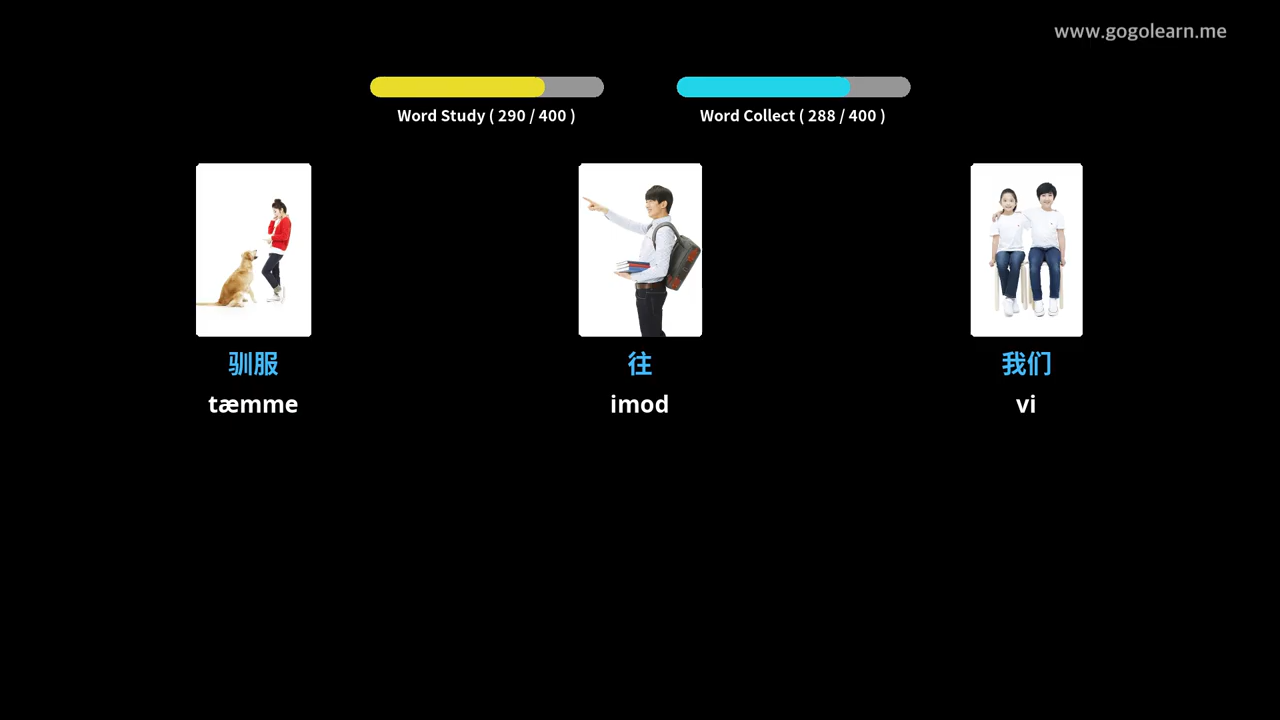 www.gogolearn.me
Word Study ( 290 / 400 )
Word Collect ( 288 / 400 )
驯服
往
我们
tæmme
imod
vi